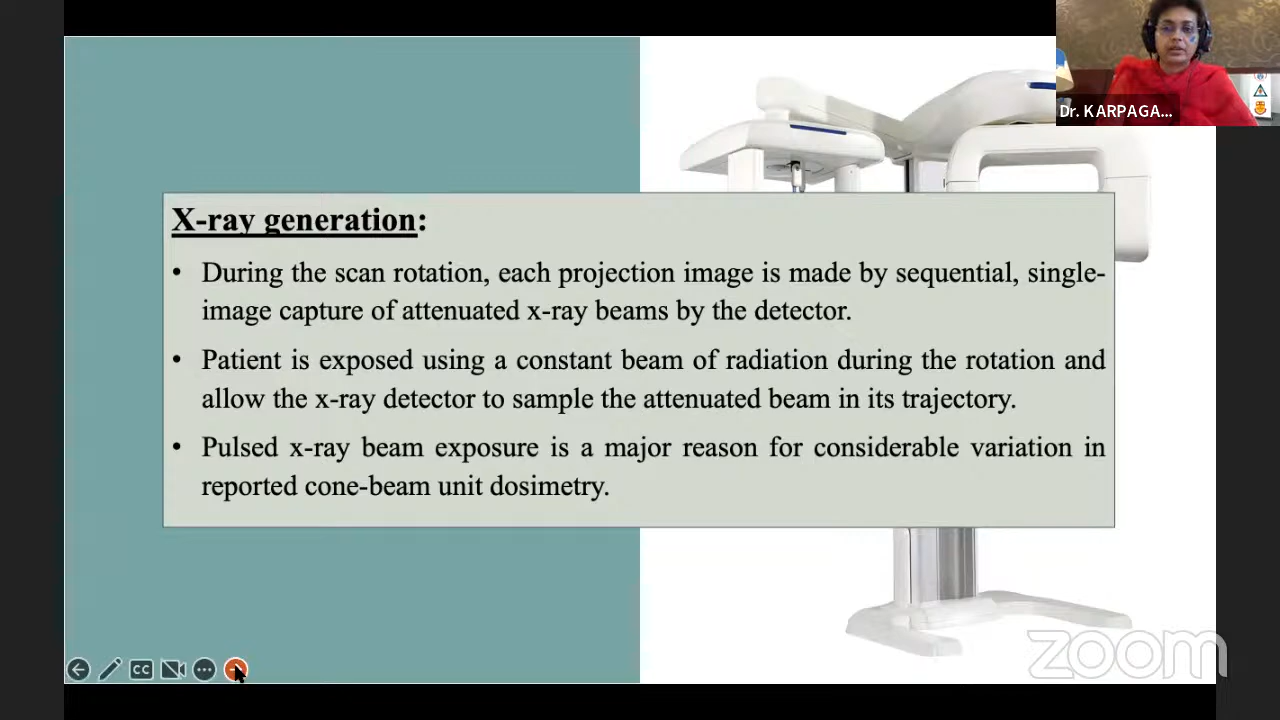 Dr. KARPAGA...
X-ray generation:
• During the scan rotation, each projection image is made by sequential, single-
image capture of attenuated x-ray beams by the detector.
• Patient is exposed using a constant beam of radiation during the rotation and
allow the x-ray detector to sample the attenuated beam in its trajectory.
• Pulsed x-ray beam exposure is a major reason for considerable variation in
reported cone-beam unit dosimetry.
CC
zoom